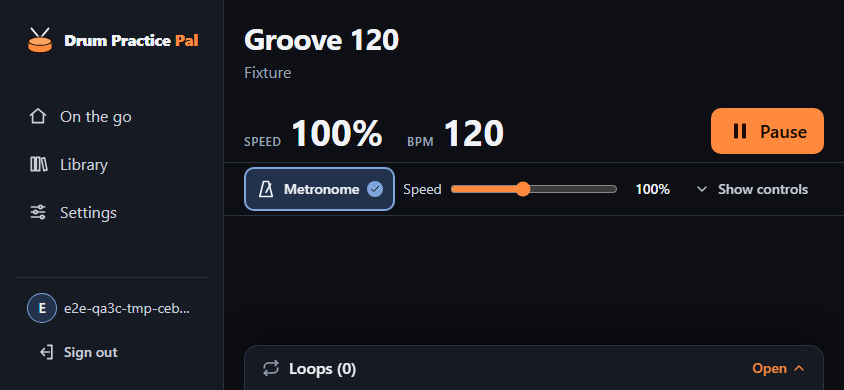 Drum Practice Pal
On the go
Library
Settings
E
e2e-qa3c-tmp-ceb...
Sign out
Groove 120
Fixture
SPEED 100% BPM 120
Pause
Metronome Speed 100% Show controls
Loops (0) Open